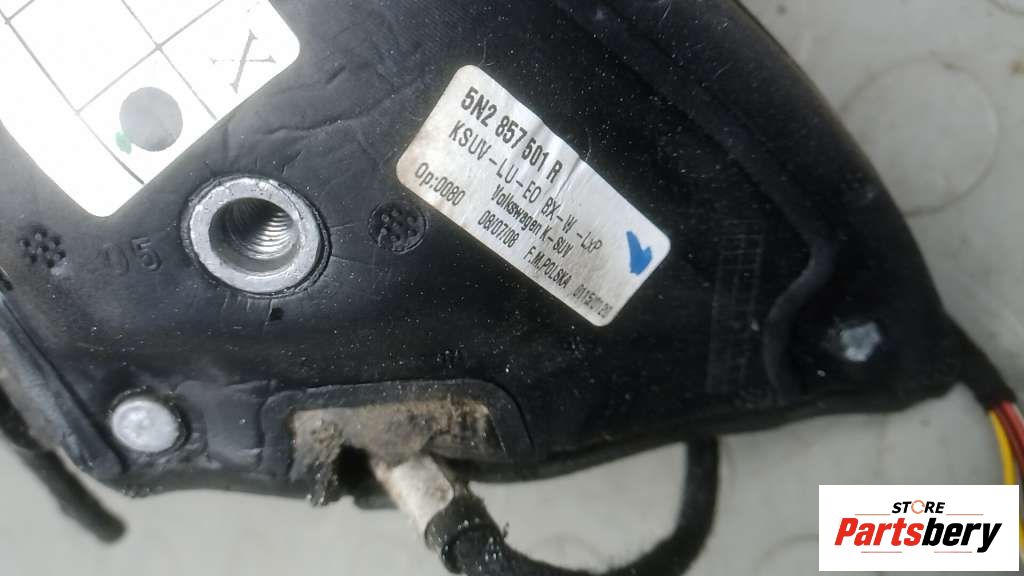 X
5N2 857 501 R
KSUV-LU-EO BX-W -LxP
Volkswagen K-SUV
Op:0080 08/07/08 F.M.POLSKA
05
STORE
Partsbery